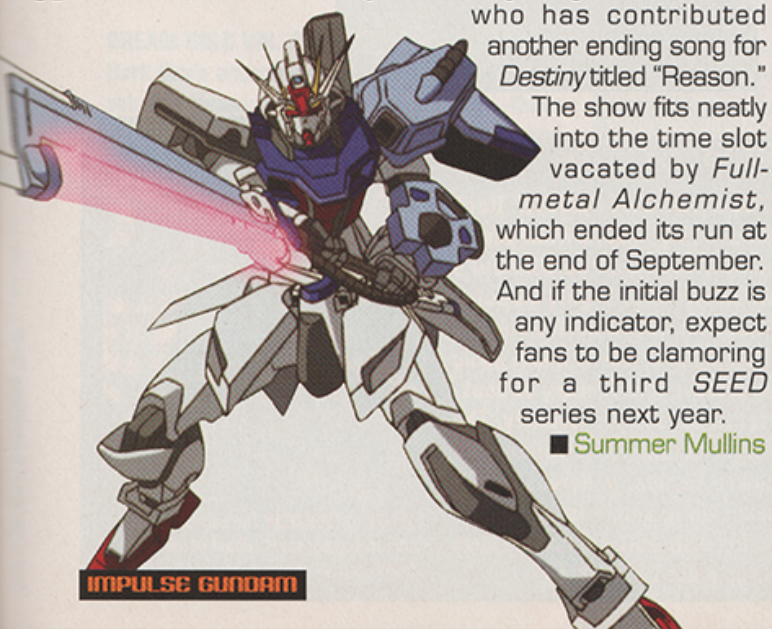 who has contributed
another ending song for
Destiny titled “Reason.”
The show fits neatly
into the time slot
vacated by Full-
metal Alchemist,
which ended its run at
the end of September.
And if the initial buzz is
any indicator, expect
fans to be clamoring
for a third SEED
series next year.
■ Summer Mullins
IMPULSE GUNDAM